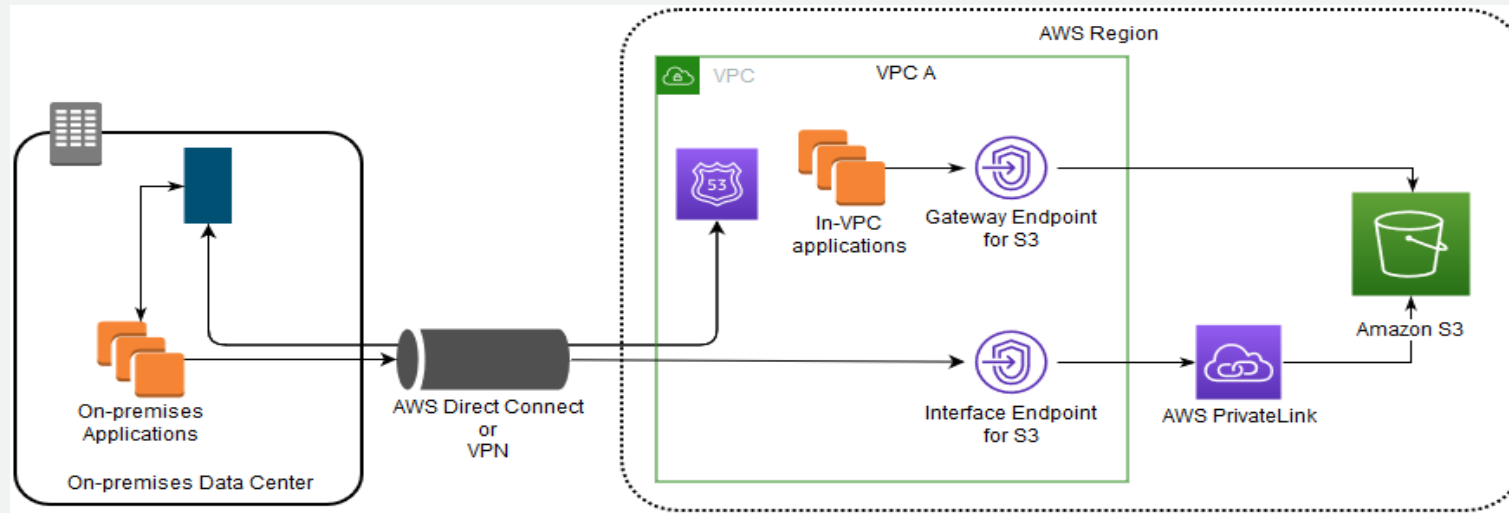 AWS Region
VPC
VPC A
53
In-VPC
applications
Gateway Endpoint
for S3
Amazon S3
On-premises
Applications
AWS Direct Connect
or
VPN
Interface Endpoint
for S3
AWS PrivateLink
On-premises Data Center